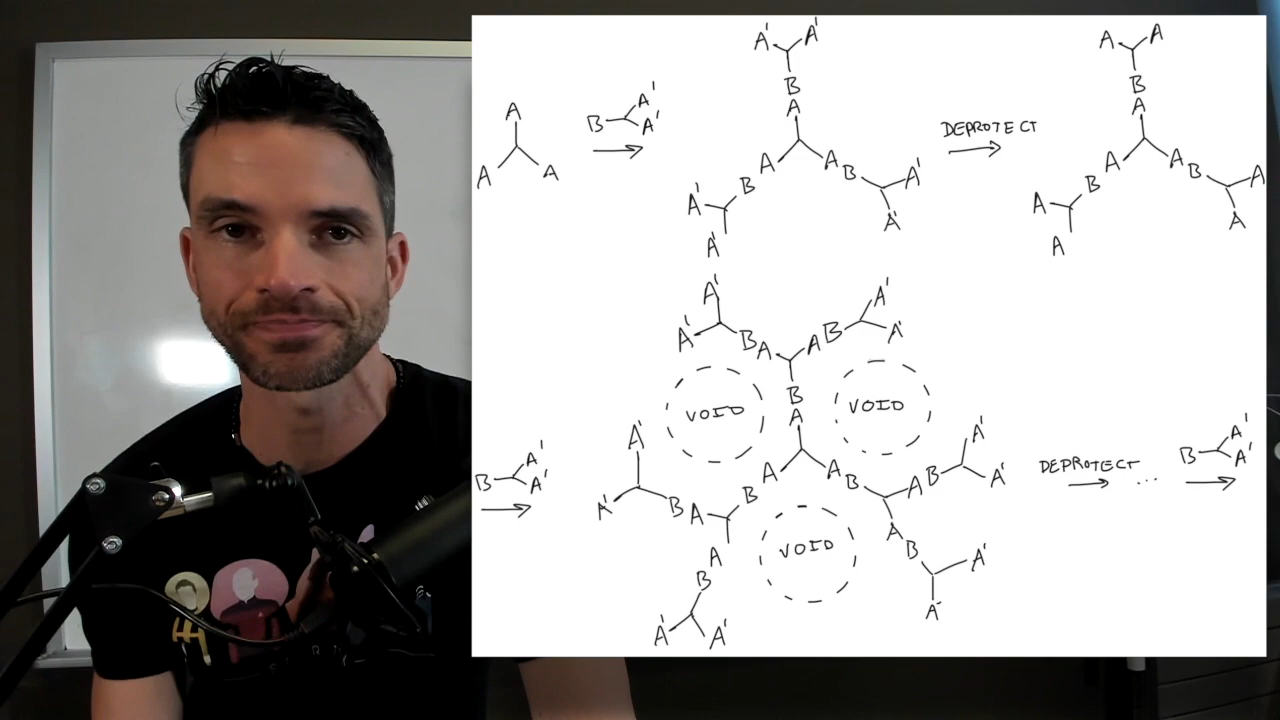 A
A A
A'
B A'
A' A'
B
A
A A
B B A'
A' A'
A'
DEPROTECT
A A
B
A
A A
B B A
A A
A
B A'
A'
A' A'
A' B A A B A'
B
VOID VOID
A
A' A A A'
B B A B
A' B A A'
A A
VOID
B B A'
A' A' A'
DEPROTECT ...
B A'
A'